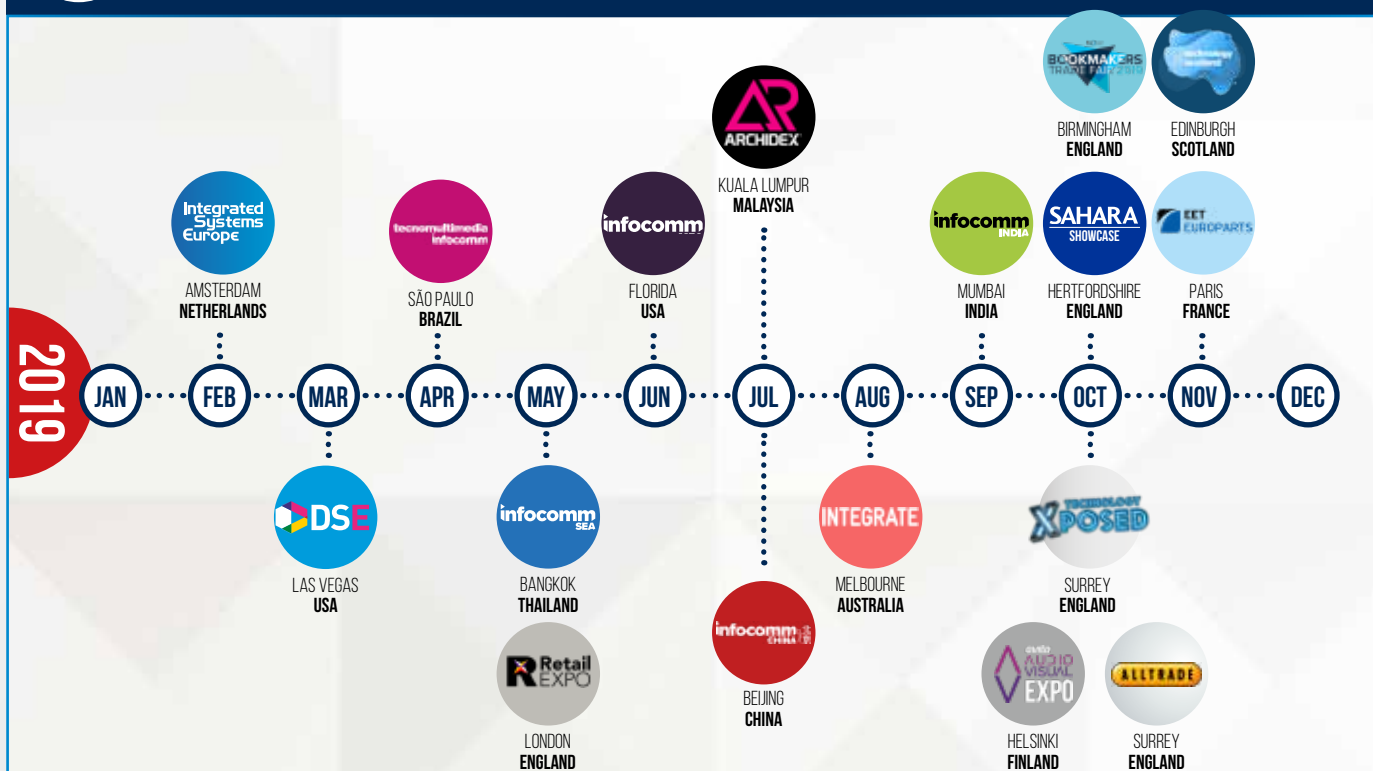 BOOKMAKERS
TRADE FAIR 2019
BIRMINGHAM
ENGLAND
EDINBURGH
SCOTLAND
AR
ARCHIDEX
KUALA LUMPUR
MALAYSIA
Integrated
Systems
Europe
AMSTERDAM
NETHERLANDS
tecnomultimedia
infocomm
SÃO PAULO
BRAZIL
infocomm
FLORIDA
USA
infocomm
INDIA
MUMBAI
INDIA
SAHARA
SHOWCASE
HERTFORDSHIRE
ENGLAND
EET
EUROPARTS
PARIS
FRANCE
2019
JAN
FEB
MAR
APR
MAY
JUN
JUL
AUG
SEP
OCT
NOV
DEC
DSE
LAS VEGAS
USA
infocomm
SEA
BANGKOK
THAILAND
INTEGRATE
MELBOURNE
AUSTRALIA
TECHNOLOGY
XPOSED
SURREY
ENGLAND
infocomm
CHINA
BEIJING
CHINA
R Retail
EXPO
LONDON
ENGLAND
AUDIO
VISUAL
EXPO
HELSINKI
FINLAND
ALLTRADE
SURREY
ENGLAND